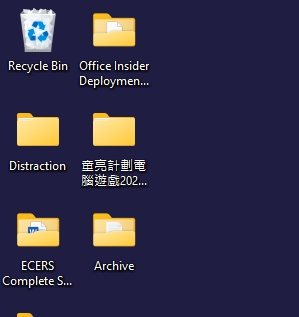 Recycle Bin
Office Insider
Deploymen...
Distraction
童亮計劃電
腦遊戲202...
ECERS
Complete S...
Archive